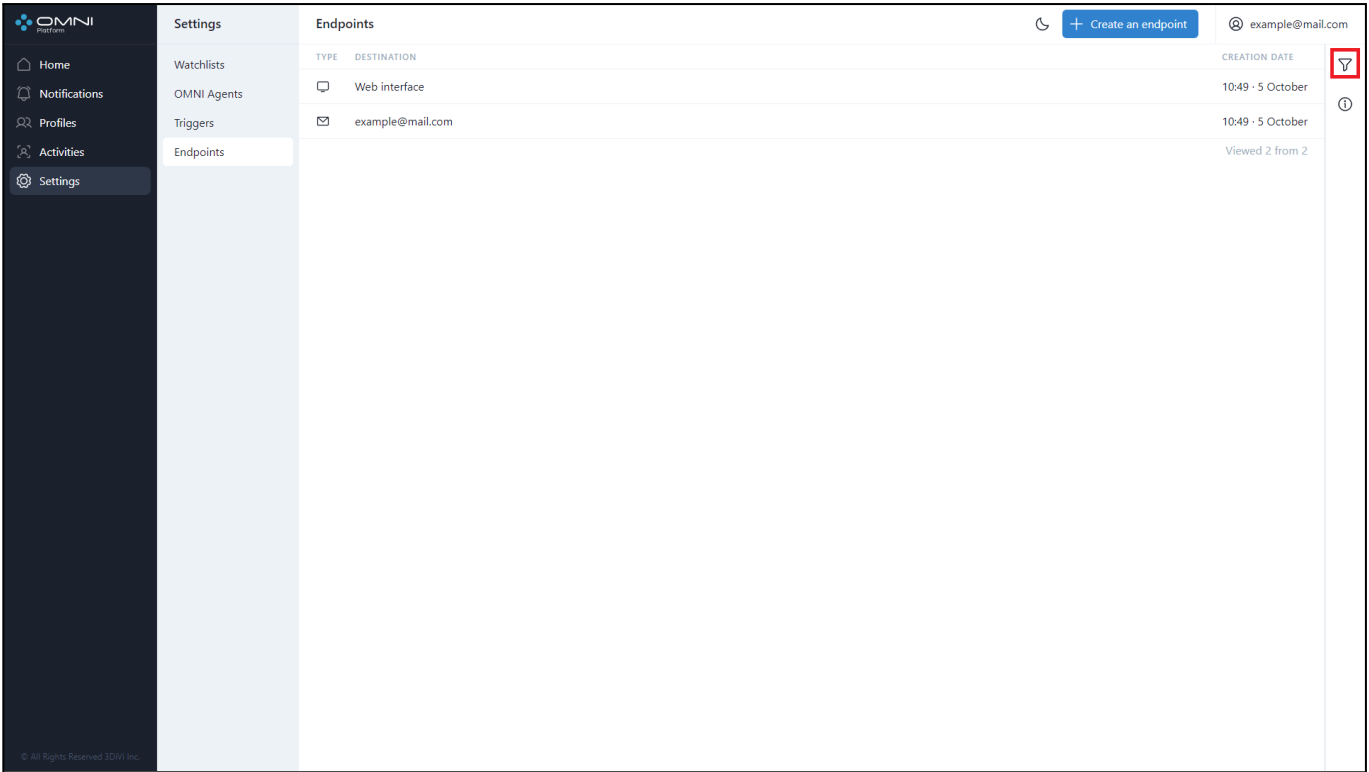 OMNI
Platform
Home
Notifications
Profiles
Activities
Settings
© All Rights Reserved 3DiVi Inc.
Settings
Watchlists
OMNI Agents
Triggers
Endpoints
Endpoints
Create an endpoint
example@mail.com
TYPE DESTINATION CREATION DATE
Web interface 10:49 · 5 October
example@mail.com 10:49 · 5 October
Viewed 2 from 2